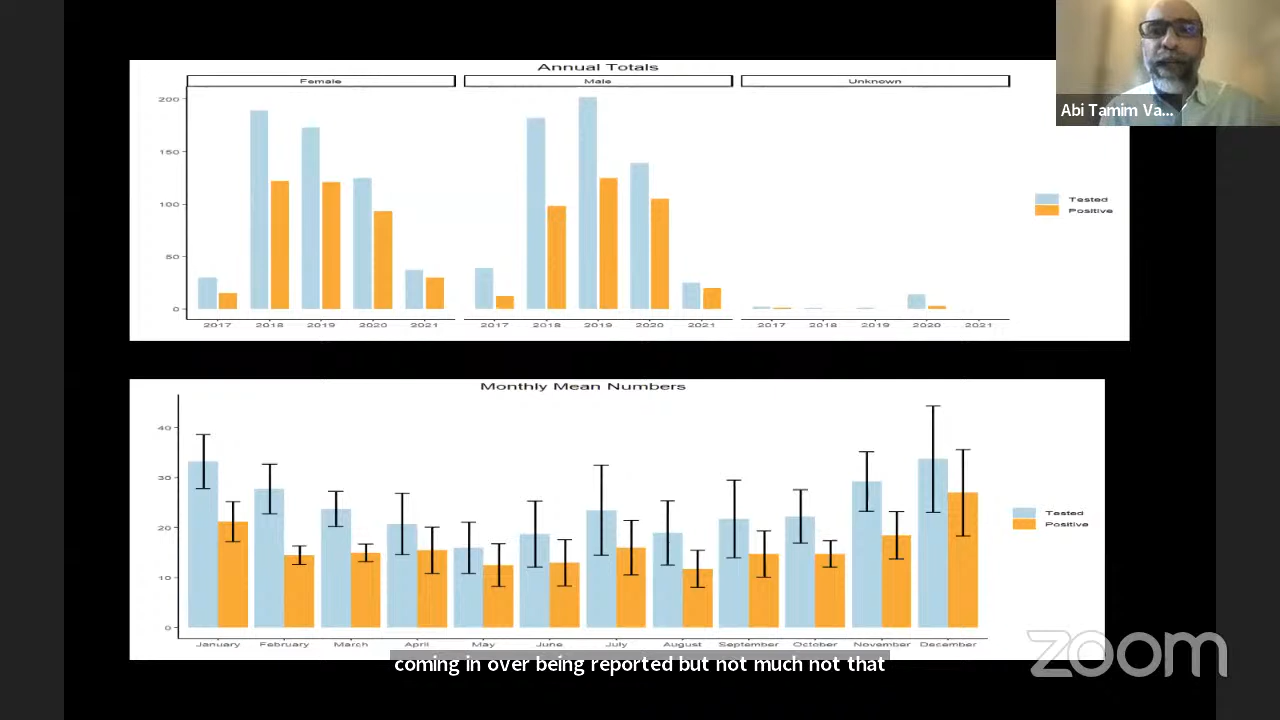 Annual Totals
Female Male Unknown
200
150
100
50
0
2017 2018 2019 2020 2021 2017 2018 2019 2020 2021 2017 2018 2019 2020 2021
Tested
Positive
Abi Tamim Va...
Monthly Mean Numbers
40
30
20
10
0
January February March April May June July August September October November December
Tested
Positive
coming in over being reported but not much not that
zoom